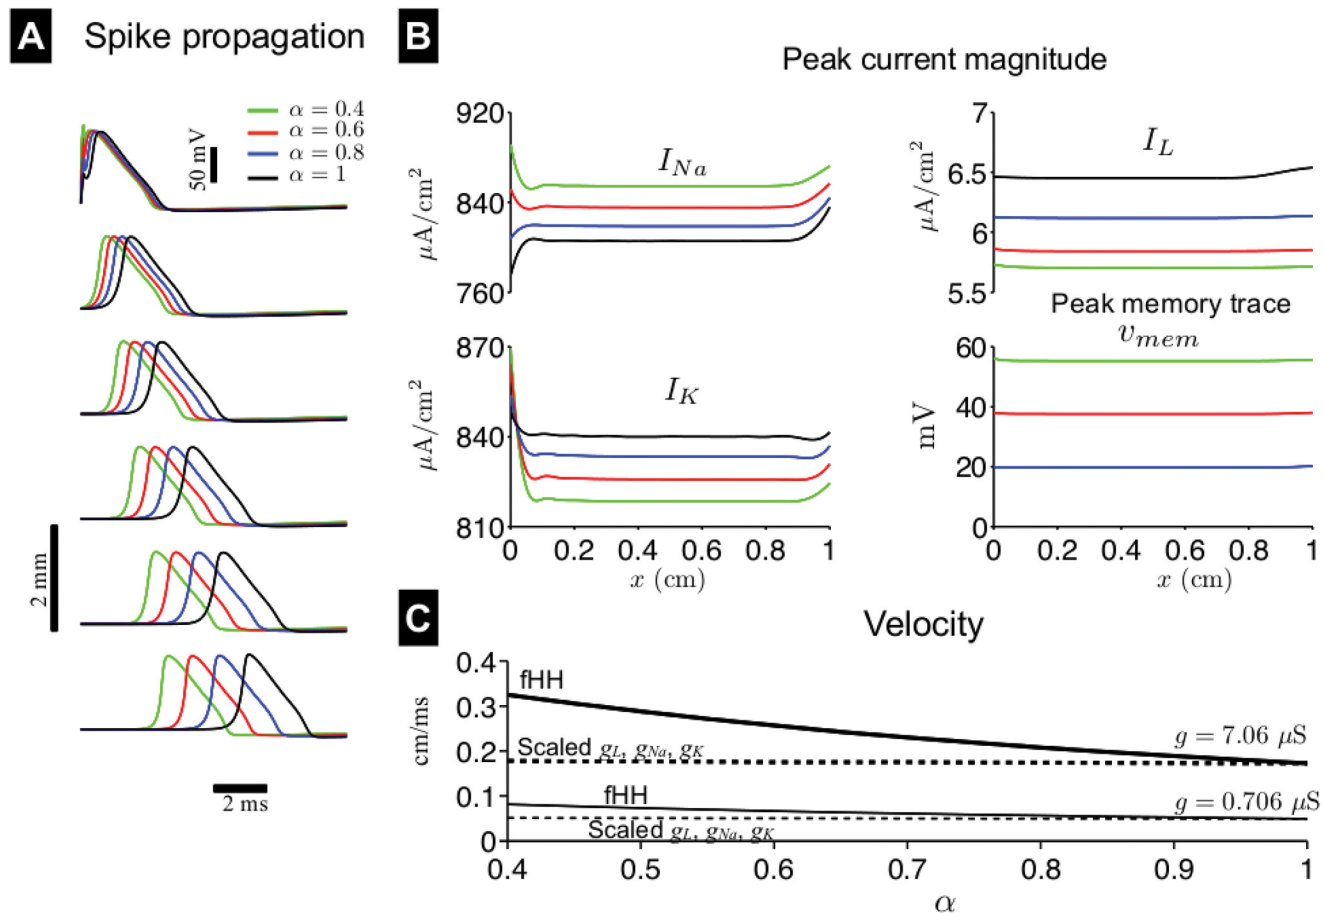 A
Spike propagation
α = 0.4
α = 0.6
α = 0.8
α = 1
50 mV
2 mm
2 ms
B
Peak current magnitude
920
840
760
μA/cm²
I_Na
7
6.5
6
5.5
μA/cm²
I_L
870
840
810
μA/cm²
I_K
0
0.2
0.4
0.6
0.8
1
x (cm)
Peak memory trace
v_mem
60
40
20
0
mV
0
0.2
0.4
0.6
0.8
1
x (cm)
C
Velocity
0.4
0.3
0.2
0.1
0
cm/ms
fHH
g = 7.06 μS
Scaled g_L, g_Na, g_K
fHH
g = 0.706 μS
Scaled g_L, g_Na, g_K
0.4
0.5
0.6
0.7
0.8
0.9
1
α